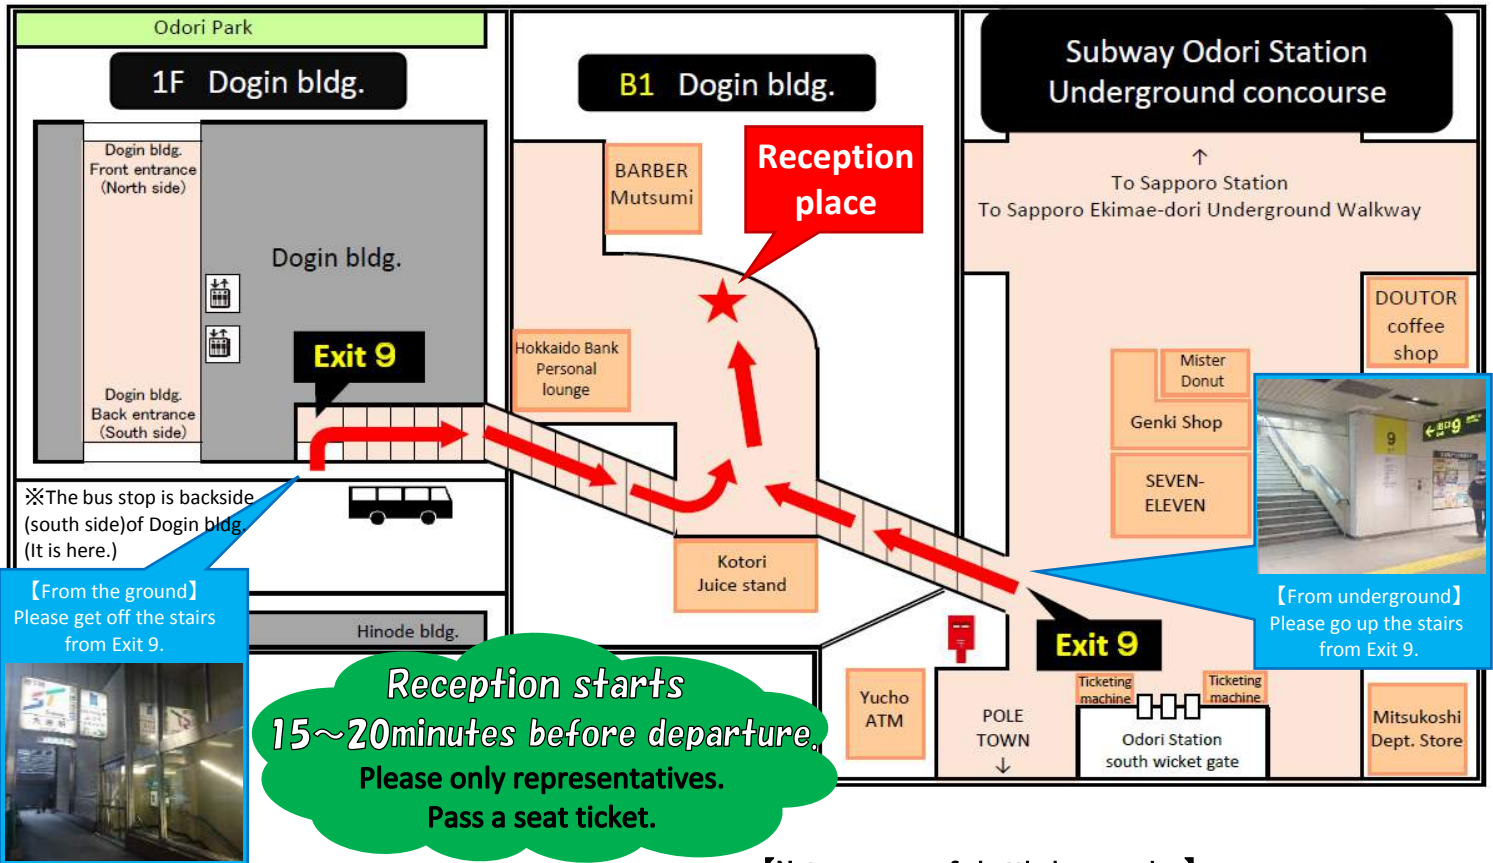 Odori Park
1F Dogin bldg.
Dogin bldg.
Front entrance
(North side)
Dogin bldg.
Exit 9
Dogin bldg.
Back entrance
(South side)
※The bus stop is backside
(south side)of Dogin bldg.
(It is here.)
【From the ground】
Please get off the stairs
from Exit 9.
Hinode bldg.
B1 Dogin bldg.
BARBER
Mutsumi
Reception
place
Hokkaido Bank
Personal
lounge
Kotori
Juice stand
Subway Odori Station
Underground concourse
↑
To Sapporo Station
To Sapporo Ekimae-dori Underground Walkway
DOUTOR
coffee
shop
Mister
Donut
Genki Shop
SEVEN-
ELEVEN
9
出口9
【From underground】
Please go up the stairs
from Exit 9.
Exit 9
Yucho
ATM
POLE
TOWN
↓
Ticketing
machine
Ticketing
machine
Odori Station
south wicket gate
Mitsukoshi
Dept. Store
Reception starts
15～20minutes before departure.
Please only representatives.
Pass a seat ticket.